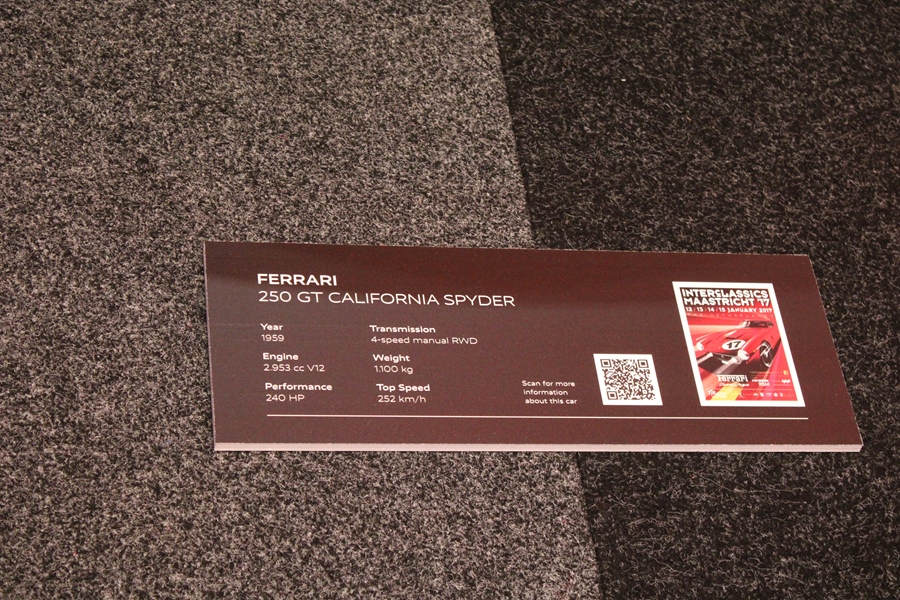 FERRARI
250 GT CALIFORNIA SPYDER
Year
1959
Transmission
4-speed manual RWD
Engine
2.953 cc V12
Weight
1.100 kg
Performance
240 HP
Top Speed
252 km/h
Scan for more
information
about this car
INTERCLASSICS
MAASTRICHT '17
12 / 13 / 14 / 15 JANUARY 2017
17
Ferrari